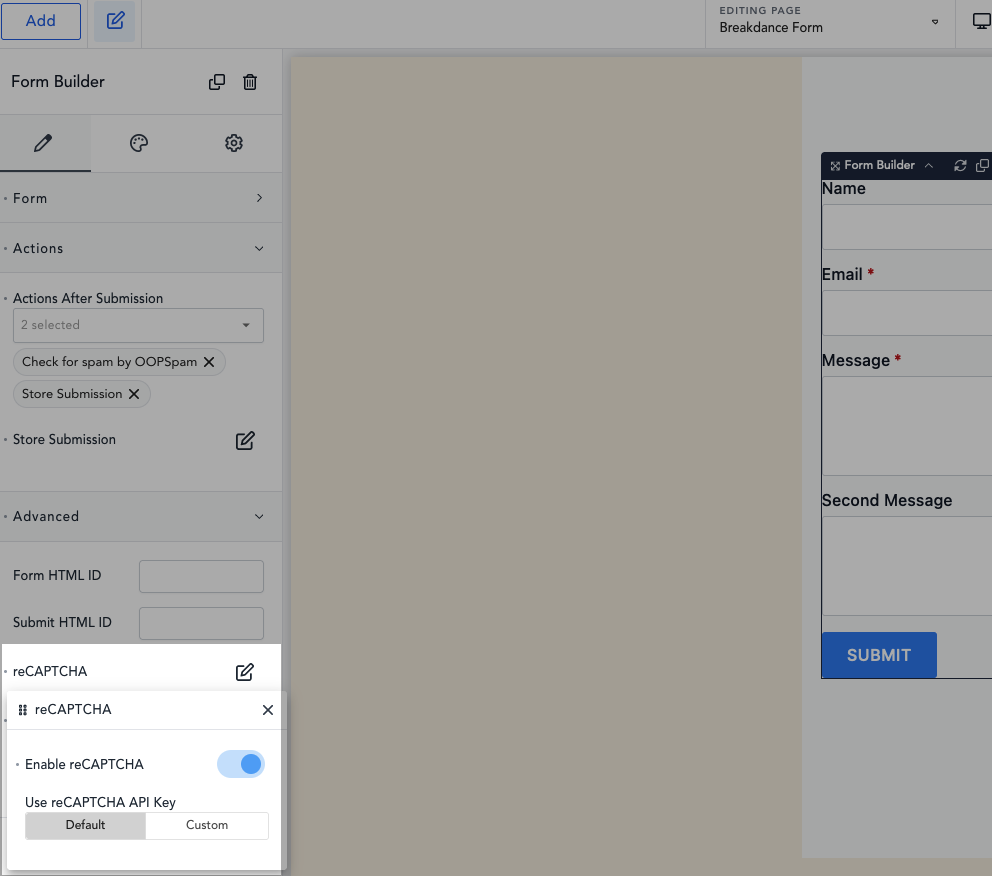 Add
EDITING PAGE
Breakdance Form
Form Builder
Form
Actions
Actions After Submission
2 selected
Check for spam by OOPSpam
Store Submission
Store Submission
Advanced
Form HTML ID
Submit HTML ID
reCAPTCHA
reCAPTCHA
Enable reCAPTCHA
Use reCAPTCHA API Key
Default Custom
Form Builder
Name
Email *
Message *
Second Message
SUBMIT